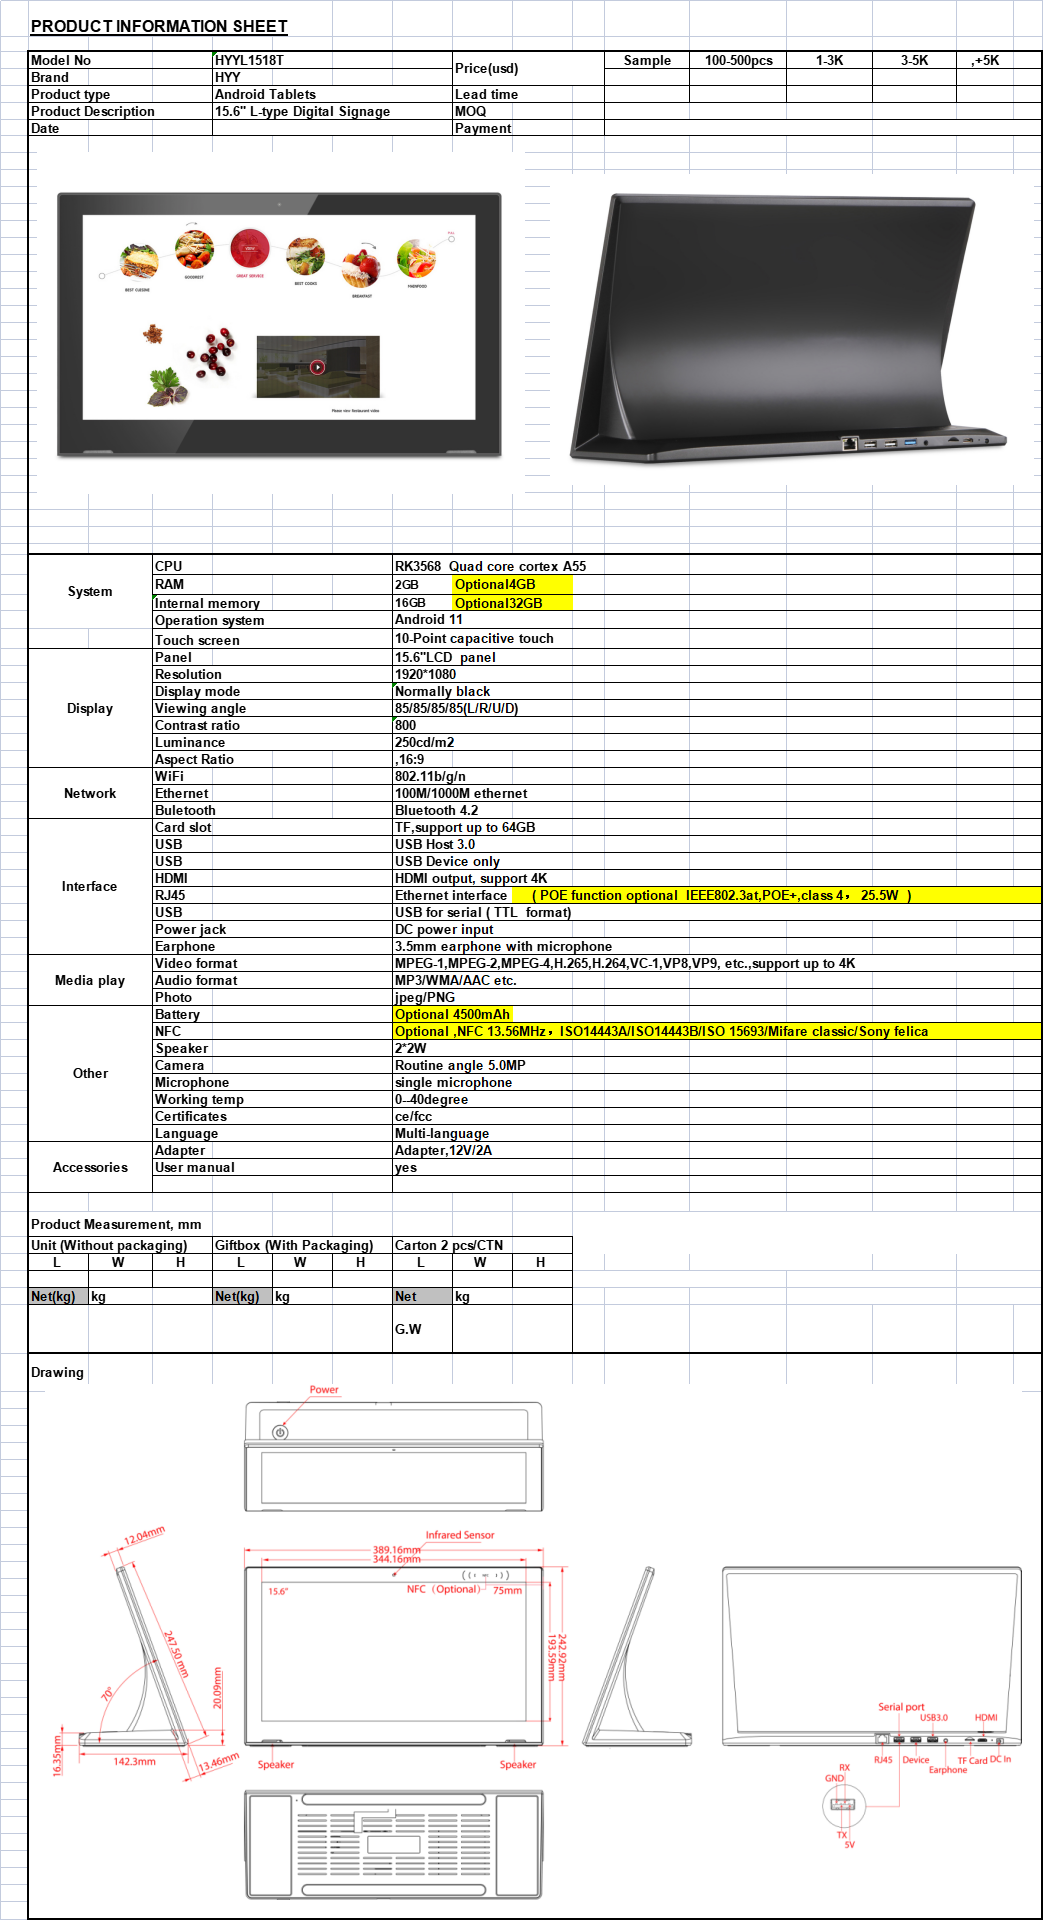 PRODUCT INFORMATION SHEET
Model No HYYL1518T Price(usd) Sample 100-500pcs 1-3K 3-5K ,+5K
Brand HYY
Product type Android Tablets Lead time
Product Description 15.6" L-type Digital Signage MOQ
Date Payment
BEST CUISINE
GOODREST
VIEW
GREAT SERVICE
BEST COOKS
BREAKFAST
FULL
Please view Restaurant video
System
CPU RK3568 Quad core cortex A55
RAM 2GB Optional4GB
Internal memory 16GB Optional32GB
Operation system Android 11
Touch screen 10-Point capacitive touch
Display
Panel 15.6"LCD panel
Resolution 1920*1080
Display mode Normally black
Viewing angle 85/85/85/85(L/R/U/D)
Contrast ratio 800
Luminance 250cd/m2
Aspect Ratio ,16:9
Network
WiFi 802.11b/g/n
Ethernet 100M/1000M ethernet
Buletooth Bluetooth 4.2
Interface
Card slot TF,support up to 64GB
USB USB Host 3.0
USB USB Device only
HDMI HDMI output, support 4K
RJ45 Ethernet interface ( POE function optional IEEE802.3at,POE+,class 4， 25.5W )
USB USB for serial ( TTL format)
Power jack DC power input
Earphone 3.5mm earphone with microphone
Media play
Video format MPEG-1,MPEG-2,MPEG-4,H.265,H.264,VC-1,VP8,VP9, etc.,support up to 4K
Audio format MP3/WMA/AAC etc.
Photo jpeg/PNG
Other
Battery Optional 4500mAh
NFC Optional ,NFC 13.56MHz，ISO14443A/ISO14443B/ISO 15693/Mifare classic/Sony felica
Speaker 2*2W
Camera Routine angle 5.0MP
Microphone single microphone
Working temp 0--40degree
Certificates ce/fcc
Language Multi-language
Accessories
Adapter Adapter,12V/2A
User manual yes
Product Measurement, mm
Unit (Without packaging) Giftbox (With Packaging) Carton 2 pcs/CTN
L W H L W H L W H
Net(kg) kg Net(kg) kg Net kg
G.W
Drawing
Power
12.04mm
247.50 mm
70°
20.09mm
16.35mm
142.3mm
13.46mm
Infrared Sensor
389.16mm
344.16mm
15.6"
NFC（Optional）
75mm
193.59mm
242.92mm
Speaker
Speaker
Serial port
USB3.0
HDMI
RJ45
Device
Earphone
TF Card
DC In
RX
GND
TX
5V